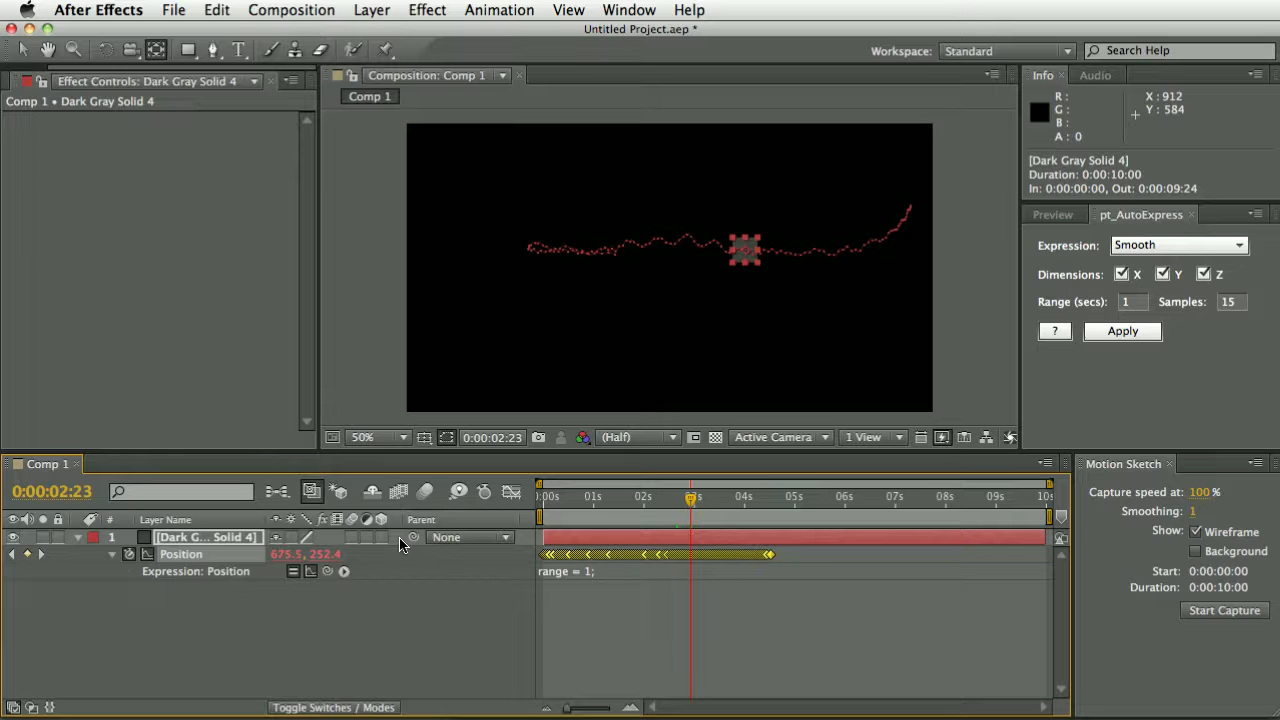 After Effects File Edit Composition Layer Effect Animation View Window Help
Untitled Project.aep *
T Workspace: Standard Search Help
Effect Controls: Dark Gray Solid 4
Comp 1 • Dark Gray Solid 4
Composition: Comp 1
Comp 1
Info Audio
R : X : 912
G : Y : 584
B :
A : 0
[Dark Gray Solid 4]
Duration: 0:00:10:00
In: 0:00:00:00, Out: 0:00:09:24
Preview pt_AutoExpress
Expression: Smooth
Dimensions: X Y Z
Range (secs): 1 Samples: 15
? Apply
50% 0:00:02:23 (Half) Active Camera 1 View
Comp 1
0:00:02:23
:00s 01s 02s 3s 04s 05s 06s 07s 08s 09s 10s
# Layer Name fx Parent
1 [Dark G... Solid 4] None
Position 675.5, 252.4
Expression: Position range = 1;
Toggle Switches / Modes
Motion Sketch
Capture speed at: 100 %
Smoothing: 1
Show: Wireframe
Background
Start: 0:00:00:00
Duration: 0:00:10:00
Start Capture